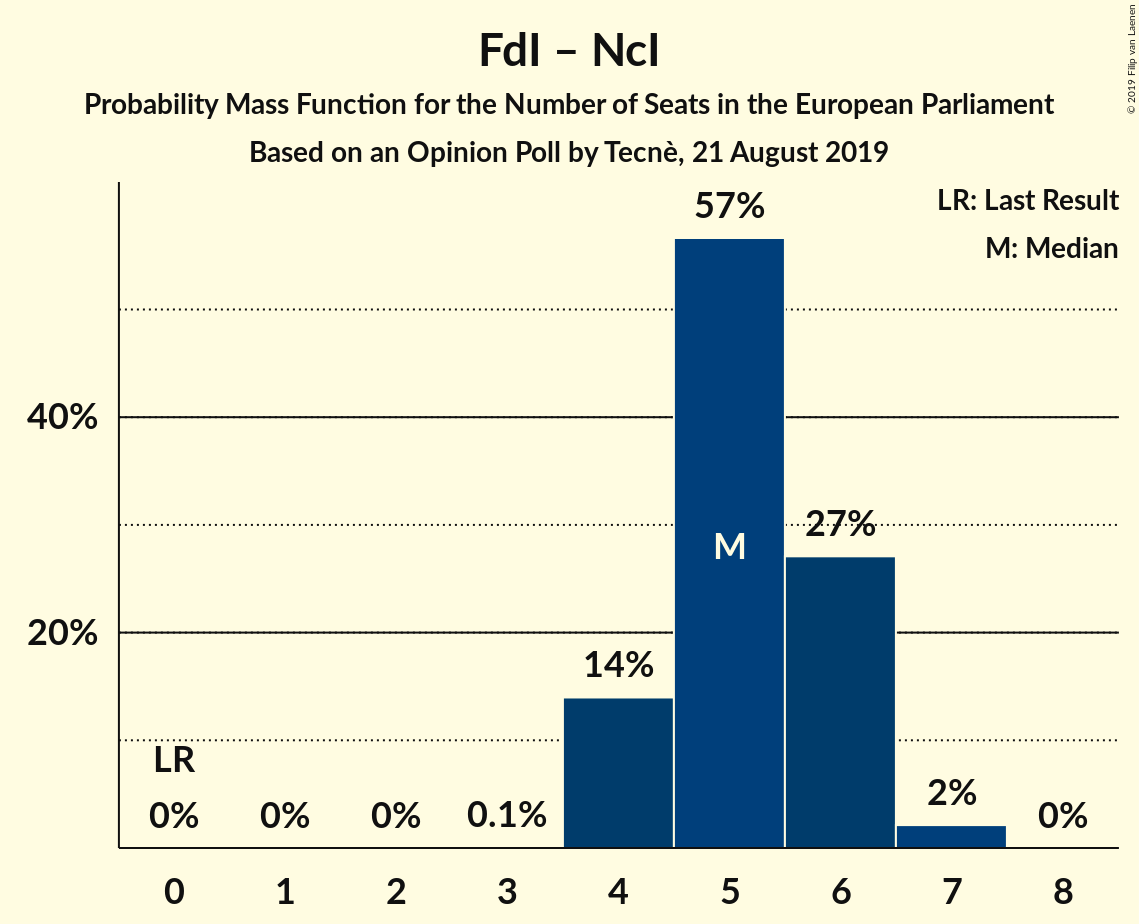 FdI – NcI
Probability Mass Function for the Number of Seats in the European Parliament
Based on an Opinion Poll by Tecnè, 21 August 2019
© 2019 Filip van Laenen
LR: Last Result
M: Median
57%
40%
M
27%
20%
14%
LR
0%
0%
0%
0.1%
2%
0%
0
1
2
3
4
5
6
7
8